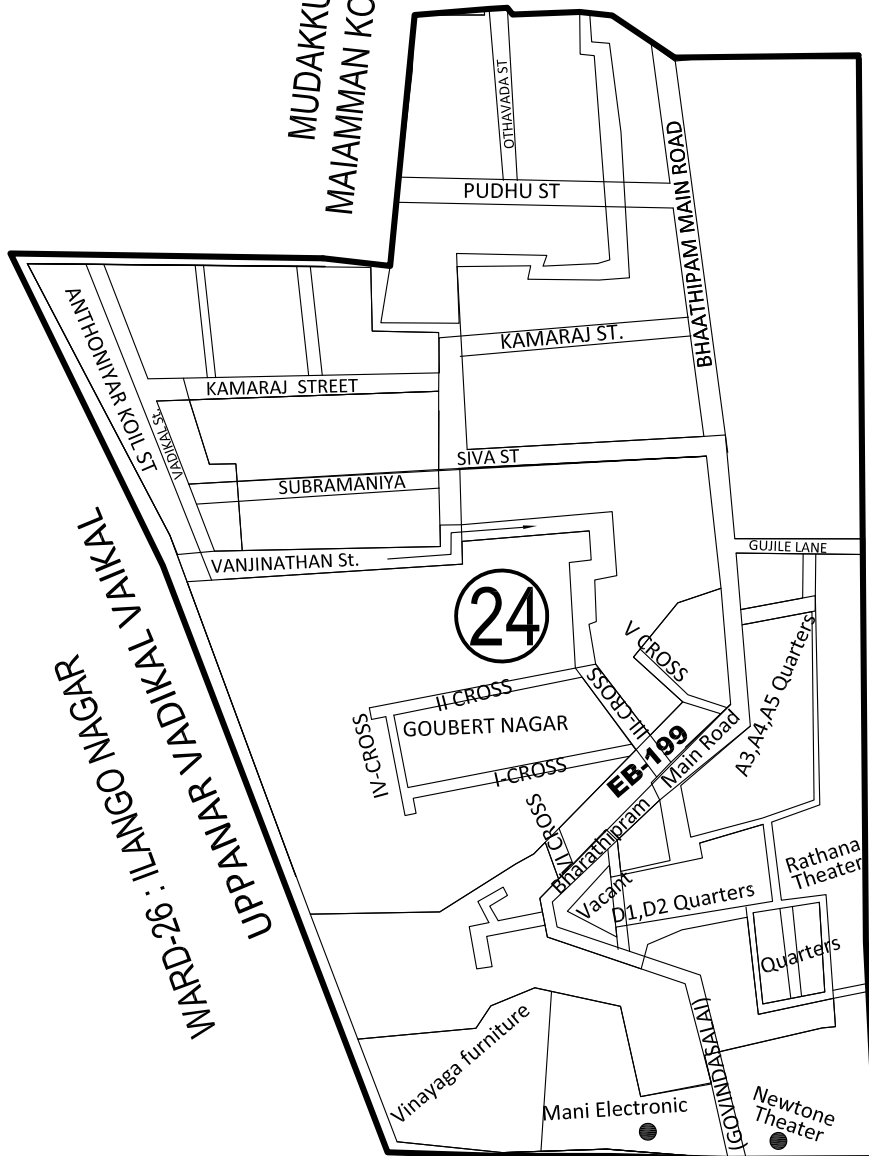 MUDAKKU
MAIAMMAN KO
OTHAVADA ST
PUDHU ST
BHAATHIPAM MAIN ROAD
KAMARAJ ST.
ANTHONIYAR KOIL ST
VADIKAL St.
KAMARAJ STREET
SIVA ST
SUBRAMANIYA
VANJINATHAN St.
GUJILE LANE
24
V CROSS
II CROSS
III-CROSS
GOUBERT NAGAR
IV-CROSS
I-CROSS
EB-199
Main Road
A3,A4,A5 Quarters
VI CROSS
Bharathipram
Vacant
D1,D2 Quarters
Rathana
Theater
Quarters
UPPANAR VADIKAL VAIKAL
WARD-26 : ILANGO NAGAR
Vinayaga furniture
Mani Electronic
(GOVINDASALAI)
Newtone
Theater